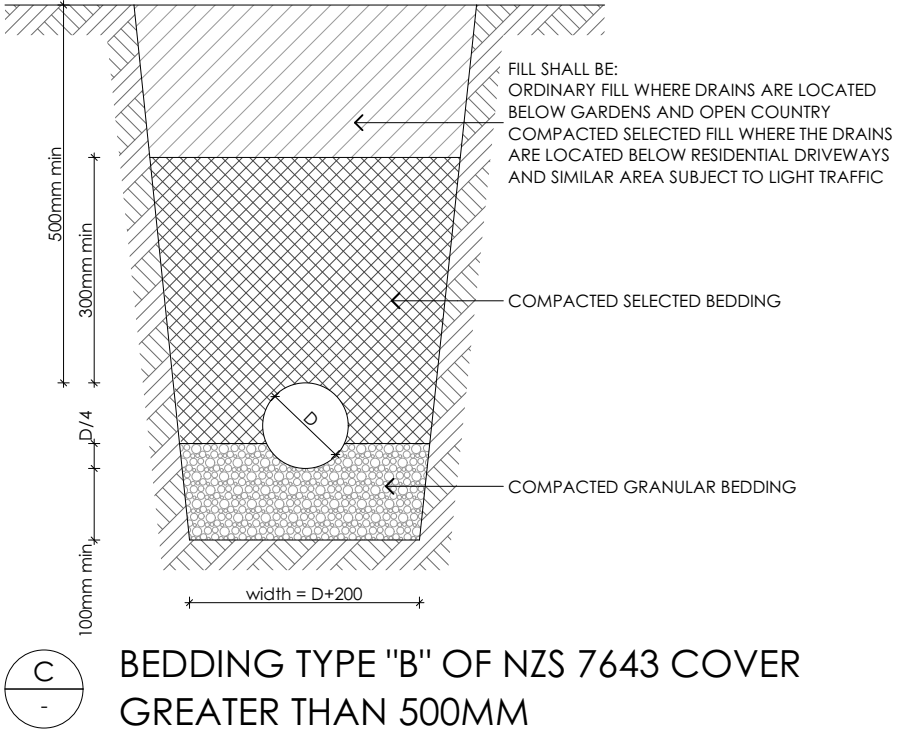 FILL SHALL BE:
ORDINARY FILL WHERE DRAINS ARE LOCATED
BELOW GARDENS AND OPEN COUNTRY
COMPACTED SELECTED FILL WHERE THE DRAINS
ARE LOCATED BELOW RESIDENTIAL DRIVEWAYS
AND SIMILAR AREA SUBJECT TO LIGHT TRAFFIC
500mm min
300mm min
COMPACTED SELECTED BEDDING
D
D/4
COMPACTED GRANULAR BEDDING
100mm min
width = D+200
C
-
BEDDING TYPE "B" OF NZS 7643 COVER
GREATER THAN 500MM